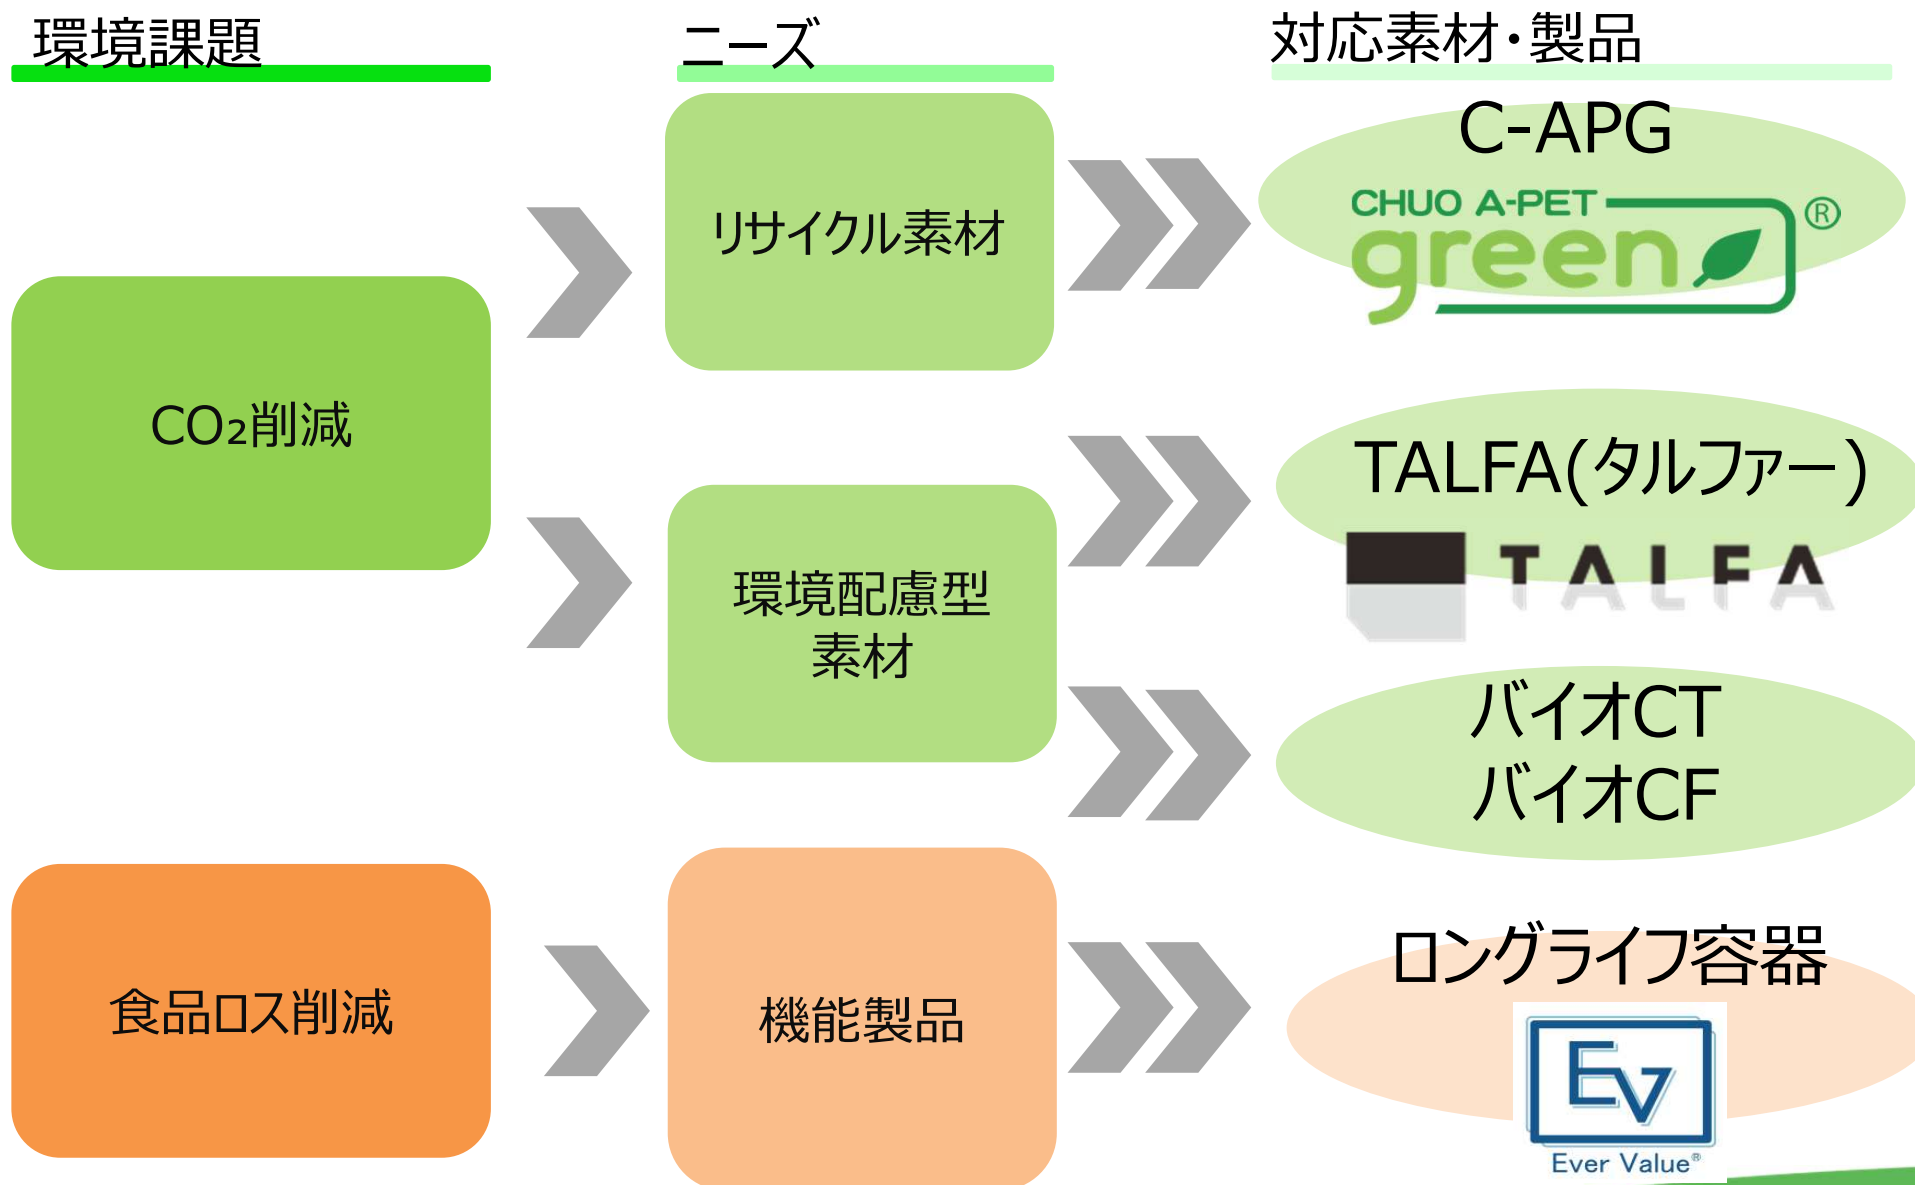 環境課題
ニーズ
対応素材・製品
CO₂削減
リサイクル素材
C-APG
CHUO A-PET
green
®
環境配慮型
素材
TALFA(タルファー)
TALFA
バイオCT
バイオCF
食品ロス削減
機能製品
ロングライフ容器
EV
Ever Value®